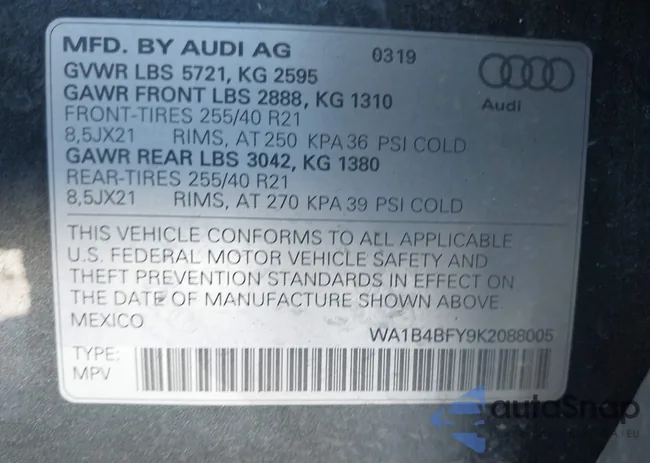 MFD. BY AUDI AG 0319
GVWR LBS 5721, KG 2595
GAWR FRONT LBS 2888, KG 1310
FRONT-TIRES 255/40 R21
8,5JX21 RIMS, AT 250 KPA 36 PSI COLD
GAWR REAR LBS 3042, KG 1380
REAR-TIRES 255/40 R21
8,5JX21 RIMS, AT 270 KPA 39 PSI COLD
Audi
THIS VEHICLE CONFORMS TO ALL APPLICABLE
U.S. FEDERAL MOTOR VEHICLE SAFETY AND
THEFT PREVENTION STANDARDS IN EFFECT ON
THE DATE OF MANUFACTURE SHOWN ABOVE.
MEXICO WA1B4BFY9K2088005
TYPE:
MPV
autoSnap